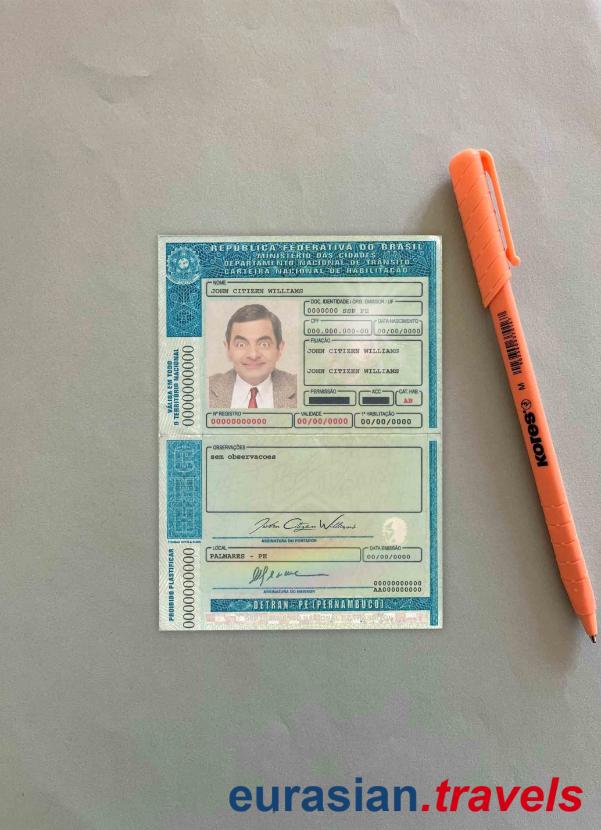 REPÚBLICA FEDERATIVA DO BRASIL
MINISTÉRIO DAS CIDADES
DEPARTAMENTO NACIONAL DE TRÂNSITO
CARTEIRA NACIONAL DE HABILITAÇÃO
NOME
JOHN CITIZEN WILLIAMS
DOC. IDENTIDADE / ORG. EMISSOR / UF
0000000 SSP PE
CPF
DATA NASCIMENTO
000.000.000-00
00/00/0000
FILIAÇÃO
JOHN CITIZEN WILLIAMS
JOHN CITIZEN WILLIAMS
PERMISSÃO
ACC
CAT. HAB.
AB
Nº REGISTRO
VALIDADE
1ª HABILITAÇÃO
00000000000
00/00/0000
00/00/0000
VÁLIDA EM TODO
O TERRITÓRIO NACIONAL
0000000000
OBSERVAÇÕES
sem observacoes
John Citizen Williams
ASSINATURA DO PORTADOR
LOCAL
DATA EMISSÃO
PALMARES - PE
00/00/0000
ASSINATURA DO EMISSOR
00000000000
AA000000000
PROIBIDO PLASTIFICAR
0000000000
DETRAN-PE (PERNAMBUCO)
kores
M
eurasian.travels